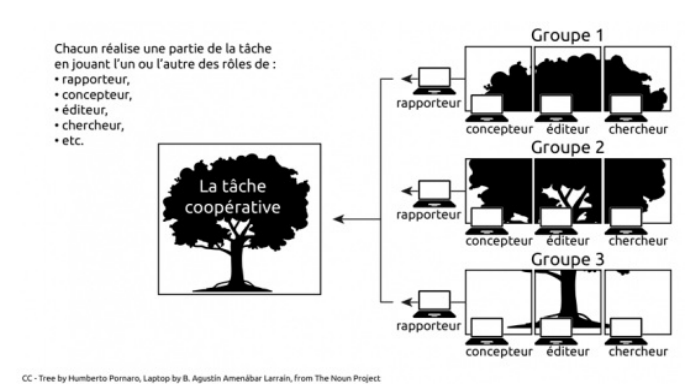 Chacun réalise une partie de la tâche
en jouant l'un ou l'autre des rôles de :
• rapporteur,
• concepteur,
• éditeur,
• chercheur,
• etc.
La tâche
coopérative
Groupe 1
rapporteur
concepteur éditeur chercheur
Groupe 2
rapporteur
concepteur éditeur chercheur
Groupe 3
rapporteur
concepteur éditeur chercheur
CC - Tree by Humberto Pornaro, Laptop by B. Agustín Amenábar Larraín, from The Noun Project